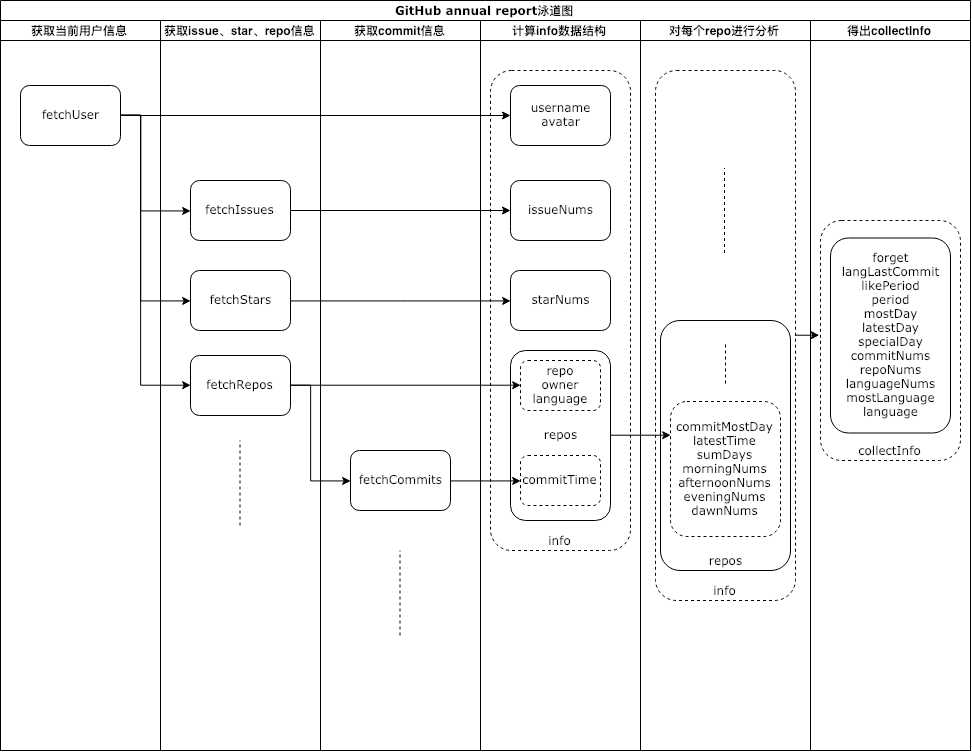 GitHub annual report泳道图
获取当前用户信息
获取issue、star、repo信息
获取commit信息
计算info数据结构
对每个repo进行分析
得出collectInfo
fetchUser
username
avatar
fetchIssues
issueNums
fetchStars
starNums
fetchRepos
repo
owner
language
repos
fetchCommits
commitTime
info
commitMostDay
latestTime
sumDays
morningNums
afternoonNums
eveningNums
dawnNums
repos
info
forget
langLastCommit
likePeriod
period
mostDay
latestDay
specialDay
commitNums
repoNums
languageNums
mostLanguage
language
collectInfo